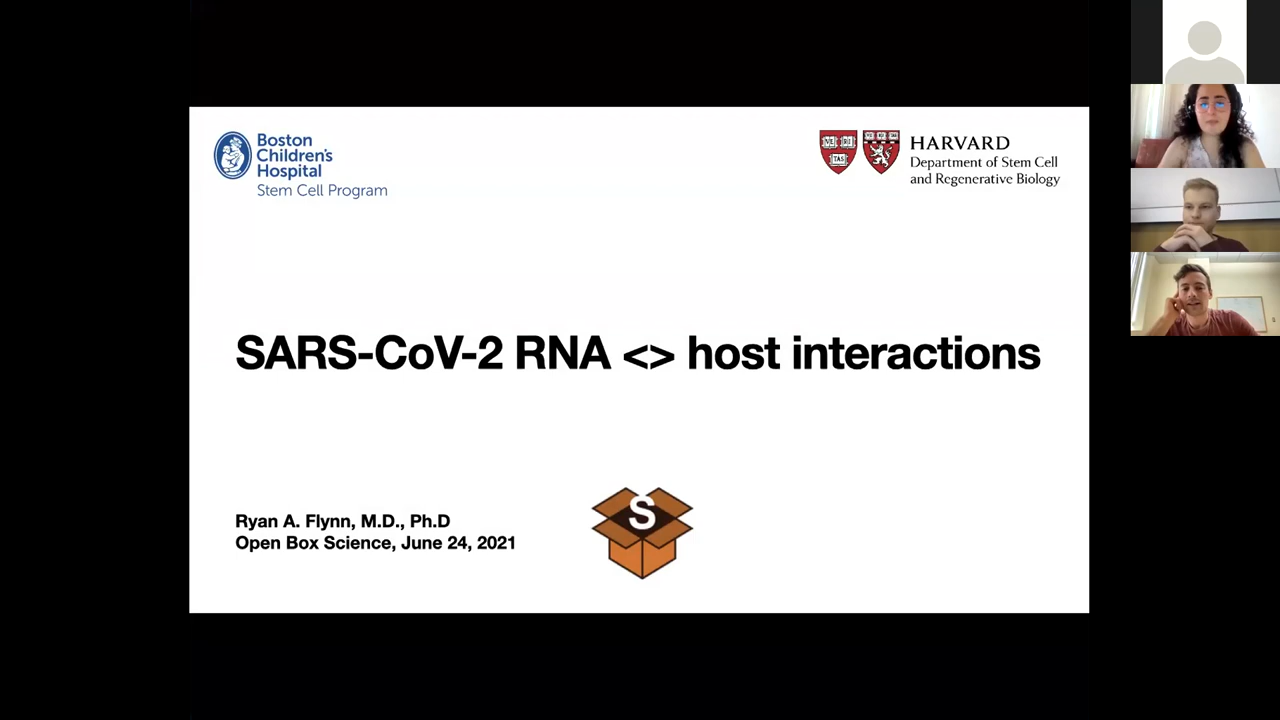 Boston
Children's
Hospital
Stem Cell Program
HARVARD
Department of Stem Cell
and Regenerative Biology
SARS-CoV-2 RNA <> host interactions
Ryan A. Flynn, M.D., Ph.D
Open Box Science, June 24, 2021
S